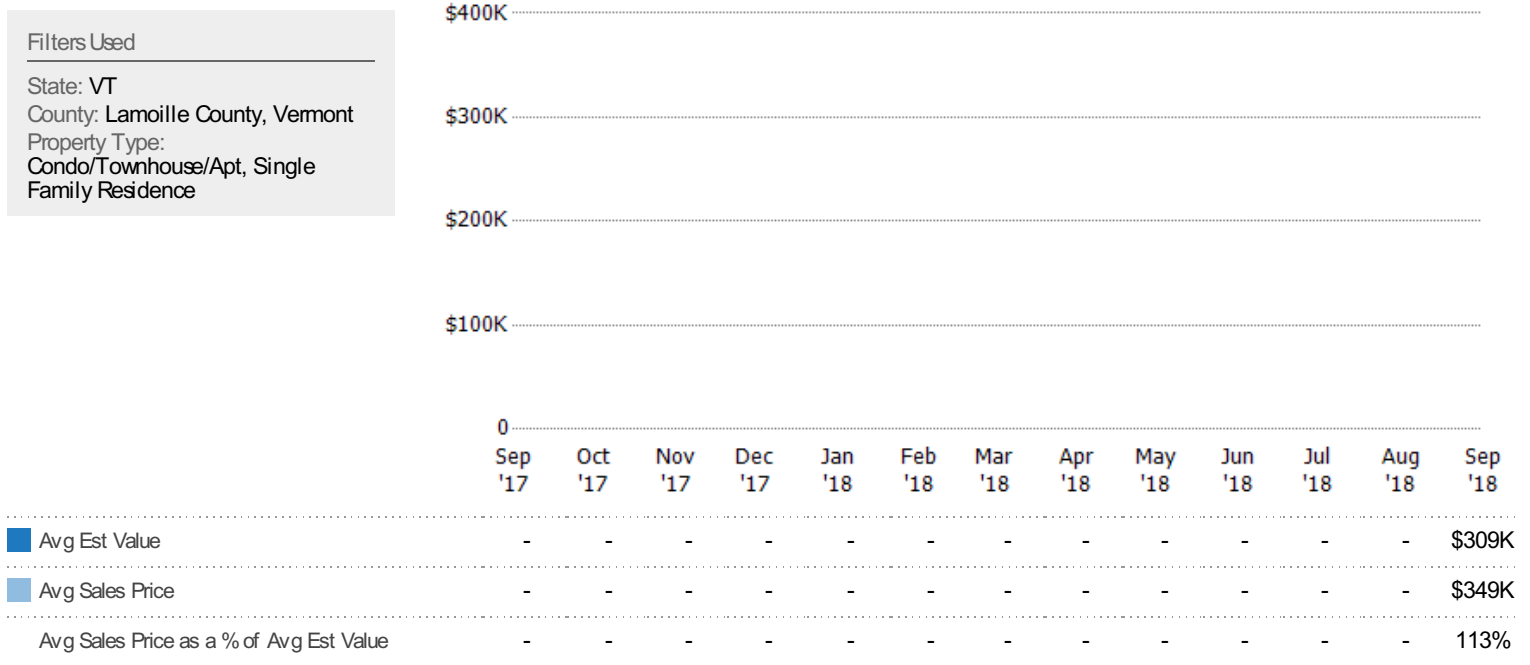 Filters Used
State: VT
County: Lamoille County, Vermont
Property Type:
Condo/Townhouse/Apt, Single
Family Residence
$400K
$300K
$200K
$100K
0
Sep Oct Nov Dec Jan Feb Mar Apr May Jun Jul Aug Sep
'17 '17 '17 '17 '18 '18 '18 '18 '18 '18 '18 '18 '18
Avg Est Value - - - - - - - - - - - - $309K
Avg Sales Price - - - - - - - - - - - - $349K
Avg Sales Price as a % of Avg Est Value - - - - - - - - - - - - 113%